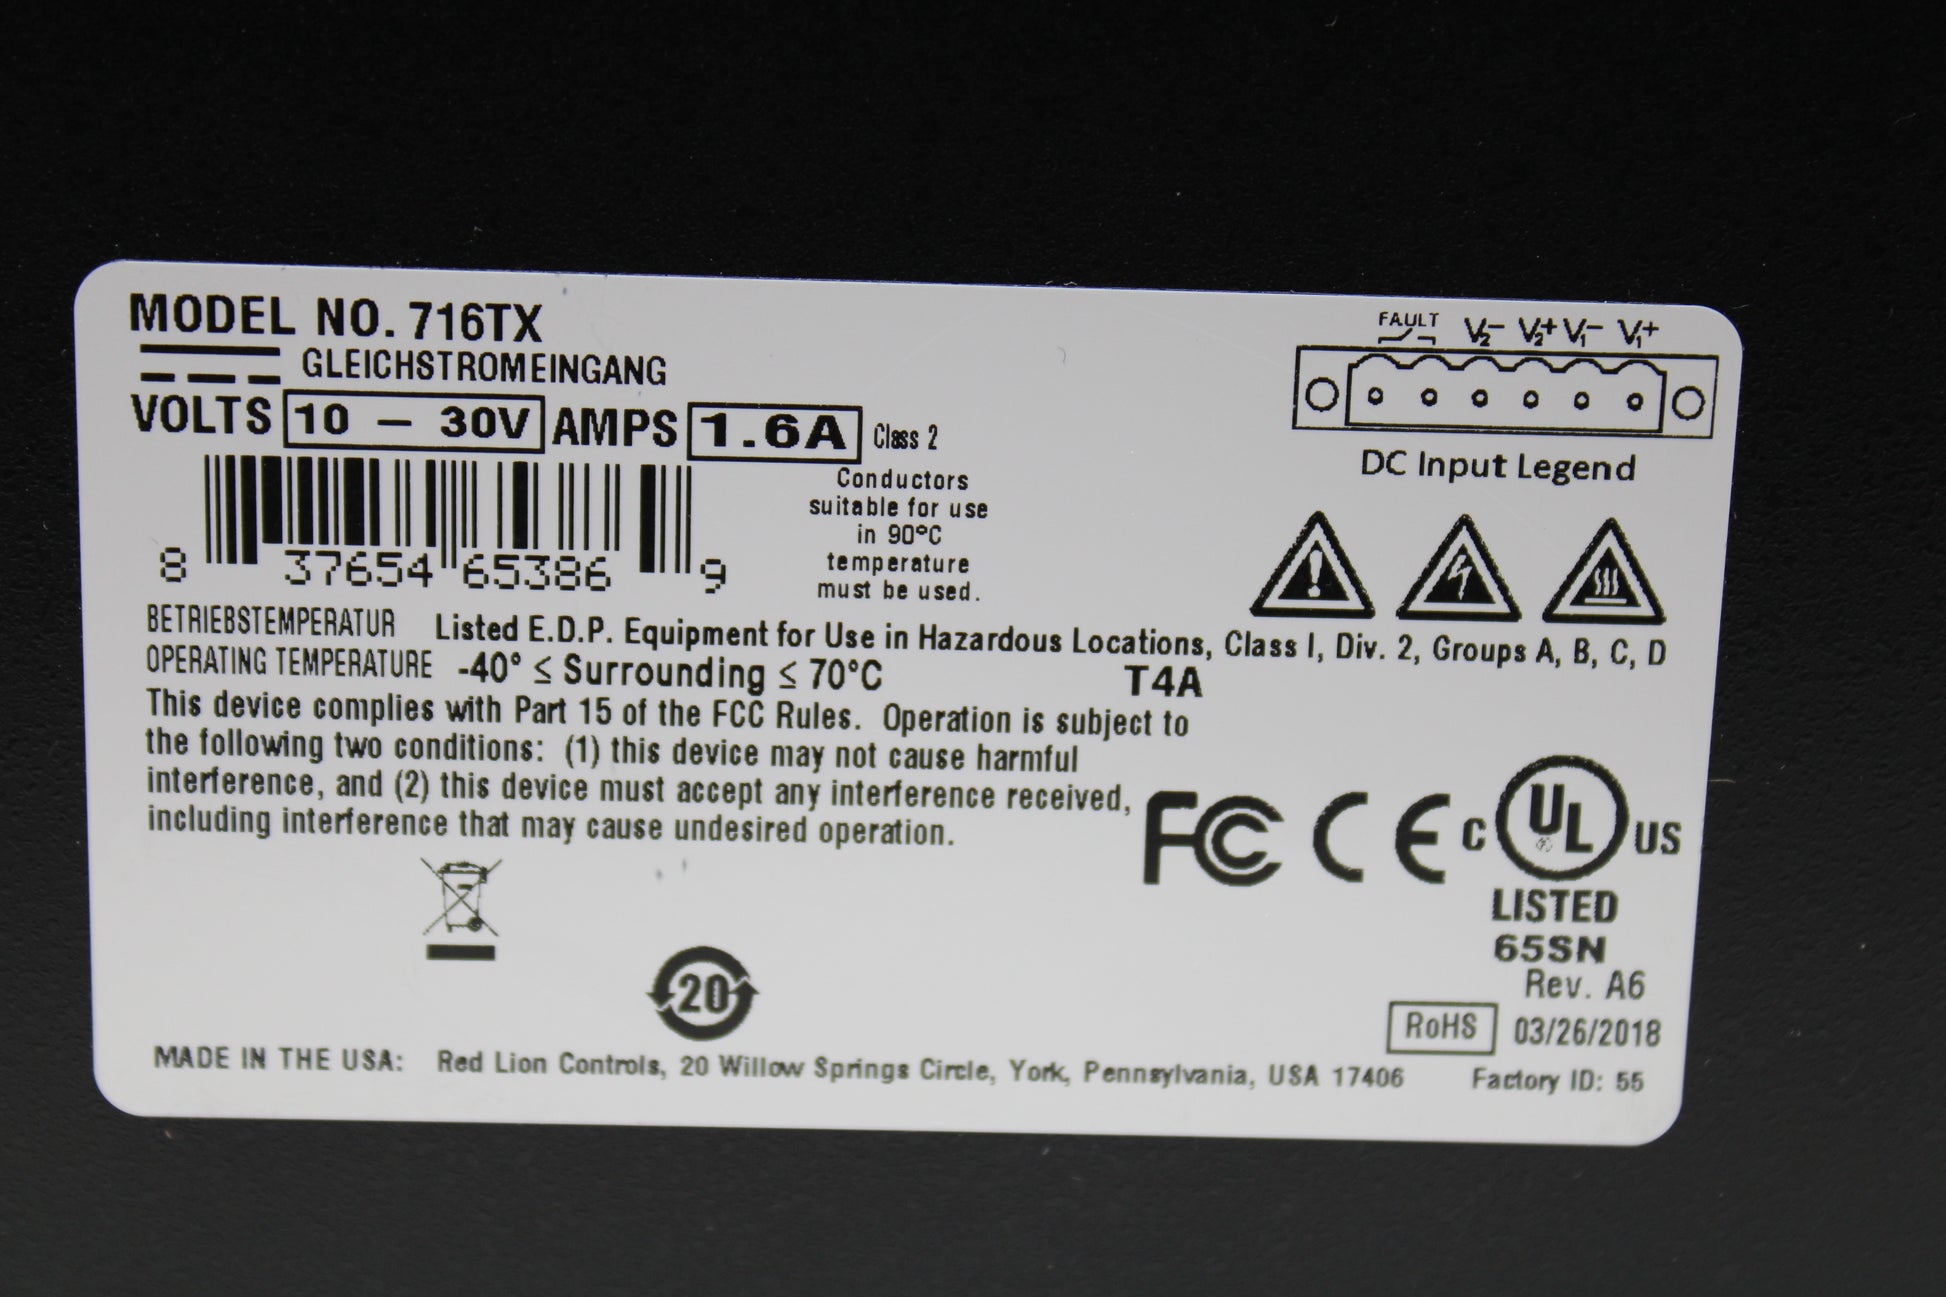 MODEL NO. 716TX
GLEICHSTROMEINGANG
VOLTS 10 - 30V AMPS 1.6A Class 2
FAULT V2- V2+ V1- V1+
DC Input Legend
8 37654 65386 9
Conductors
suitable for use
in 90°C
temperature
must be used.
BETRIEBSTEMPERATUR Listed E.D.P. Equipment for Use in Hazardous Locations, Class I, Div. 2, Groups A, B, C, D
OPERATING TEMPERATURE -40° ≤ Surrounding ≤ 70°C T4A
This device complies with Part 15 of the FCC Rules. Operation is subject to
the following two conditions: (1) this device may not cause harmful
interference, and (2) this device must accept any interference received,
including interference that may cause undesired operation.
FC CE c UL ® US
LISTED
65SN
Rev. A6
20
RoHS 03/26/2018
MADE IN THE USA: Red Lion Controls, 20 Willow Springs Circle, York, Pennsylvania, USA 17406 Factory ID: 55